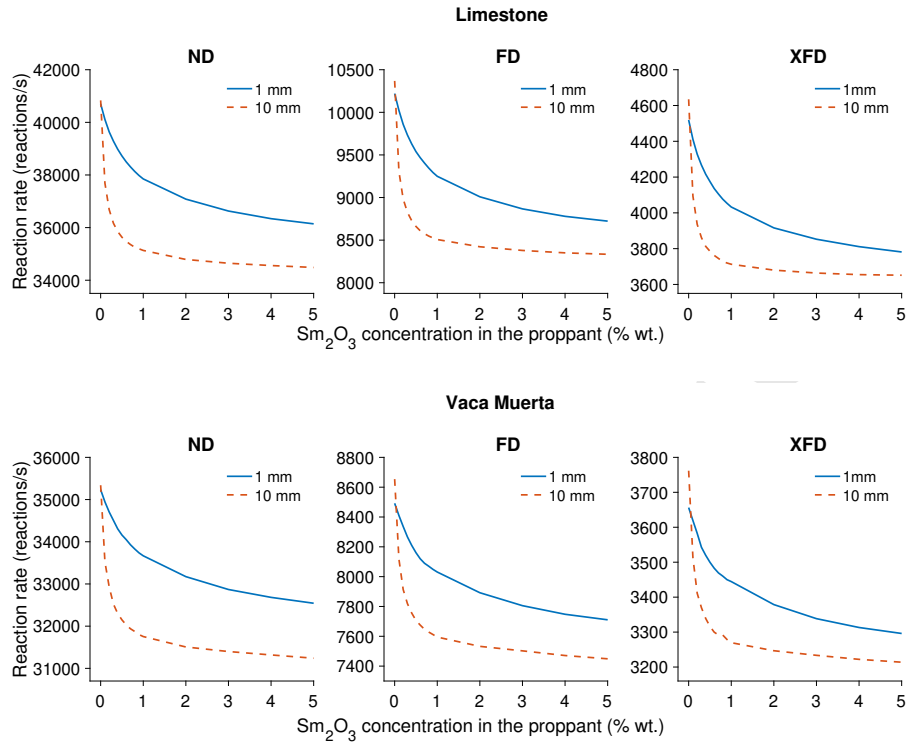 Limestone
ND
FD
XFD
Reaction rate (reactions/s)
42000
41000
40000
39000
38000
37000
36000
35000
34000
0 1 2 3 4 5
1 mm
10 mm
10500
10000
9500
9000
8500
8000
0 1 2 3 4 5
1 mm
10 mm
4800
4600
4400
4200
4000
3800
3600
0 1 2 3 4 5
1mm
10 mm
Sm2O3 concentration in the proppant (% wt.)
Vaca Muerta
ND
FD
XFD
Reaction rate (reactions/s)
36000
35000
34000
33000
32000
31000
0 1 2 3 4 5
1 mm
10 mm
8800
8600
8400
8200
8000
7800
7600
7400
0 1 2 3 4 5
1 mm
10 mm
3800
3700
3600
3500
3400
3300
3200
0 1 2 3 4 5
1mm
10 mm
Sm2O3 concentration in the proppant (% wt.)